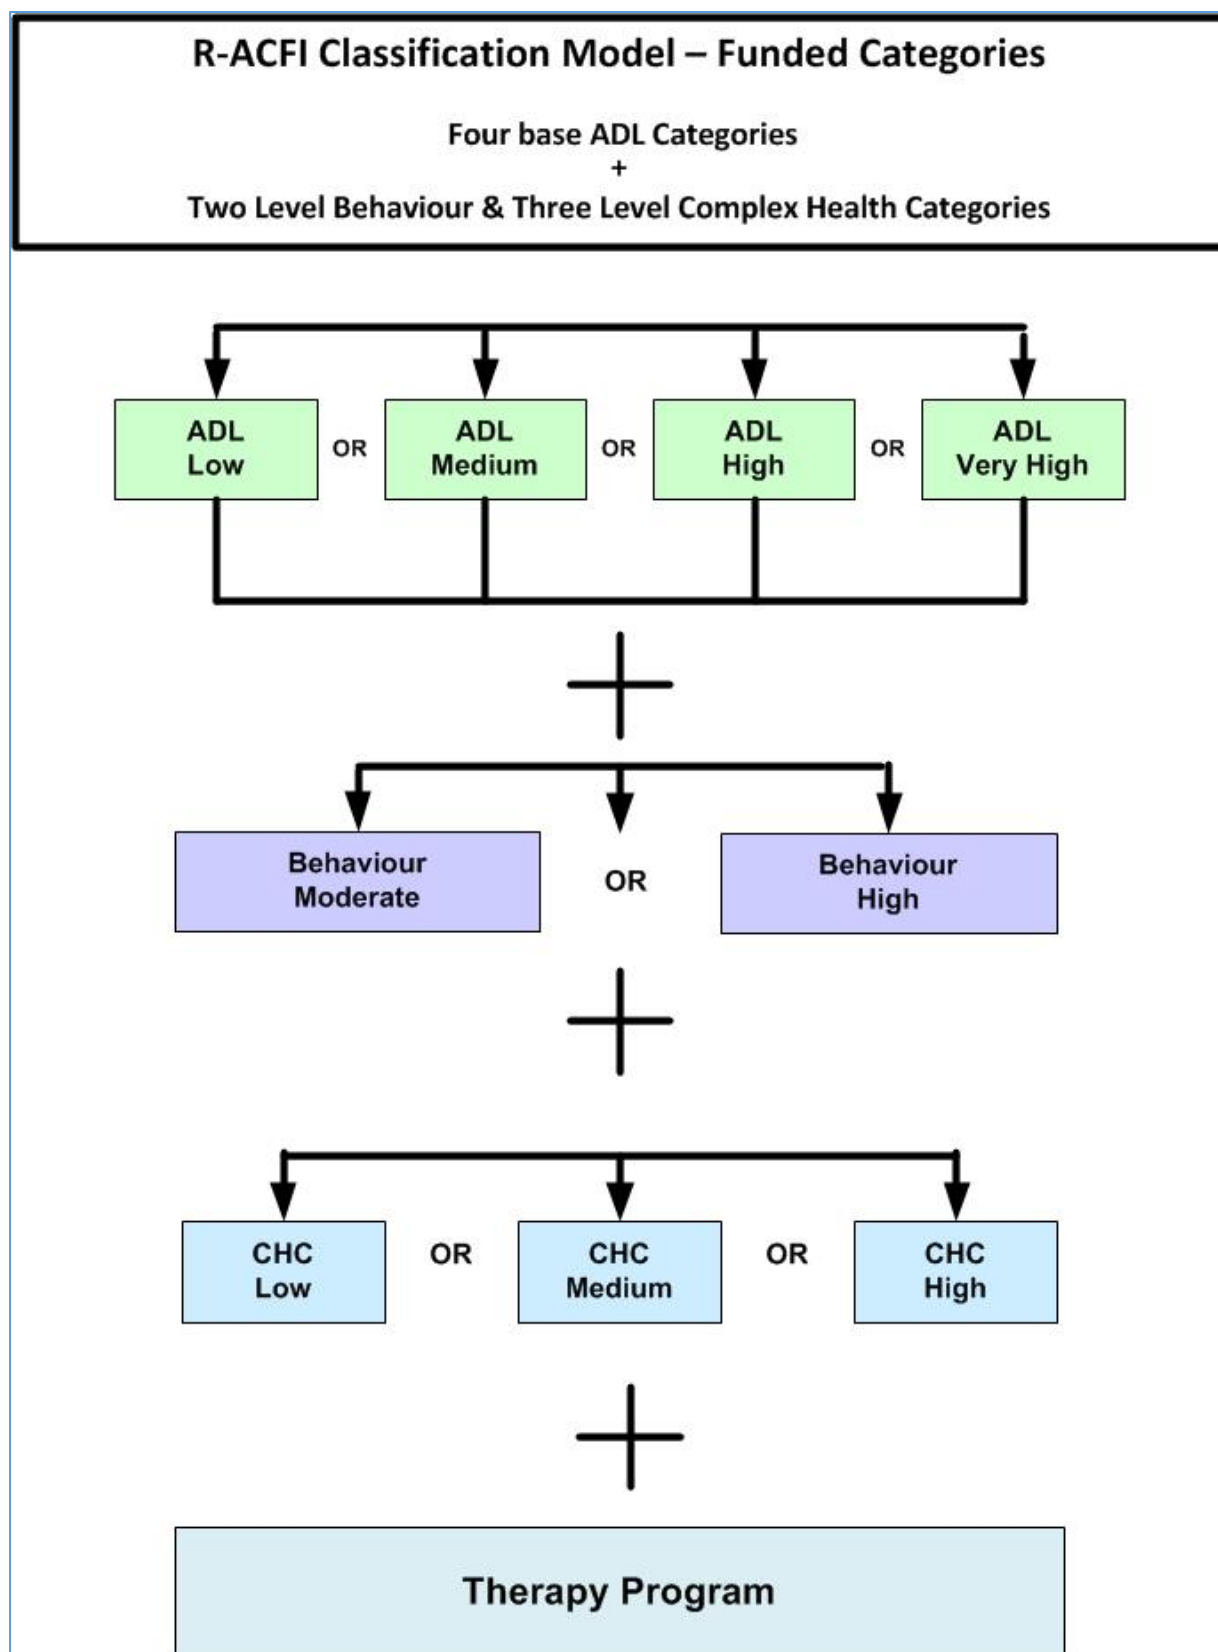 R-ACFI Classification Model – Funded Categories
Four base ADL Categories
+
Two Level Behaviour & Three Level Complex Health Categories
ADL
Low
OR
ADL
Medium
OR
ADL
High
OR
ADL
Very High
Behaviour
Moderate
OR
Behaviour
High
CHC
Low
OR
CHC
Medium
OR
CHC
High
Therapy Program